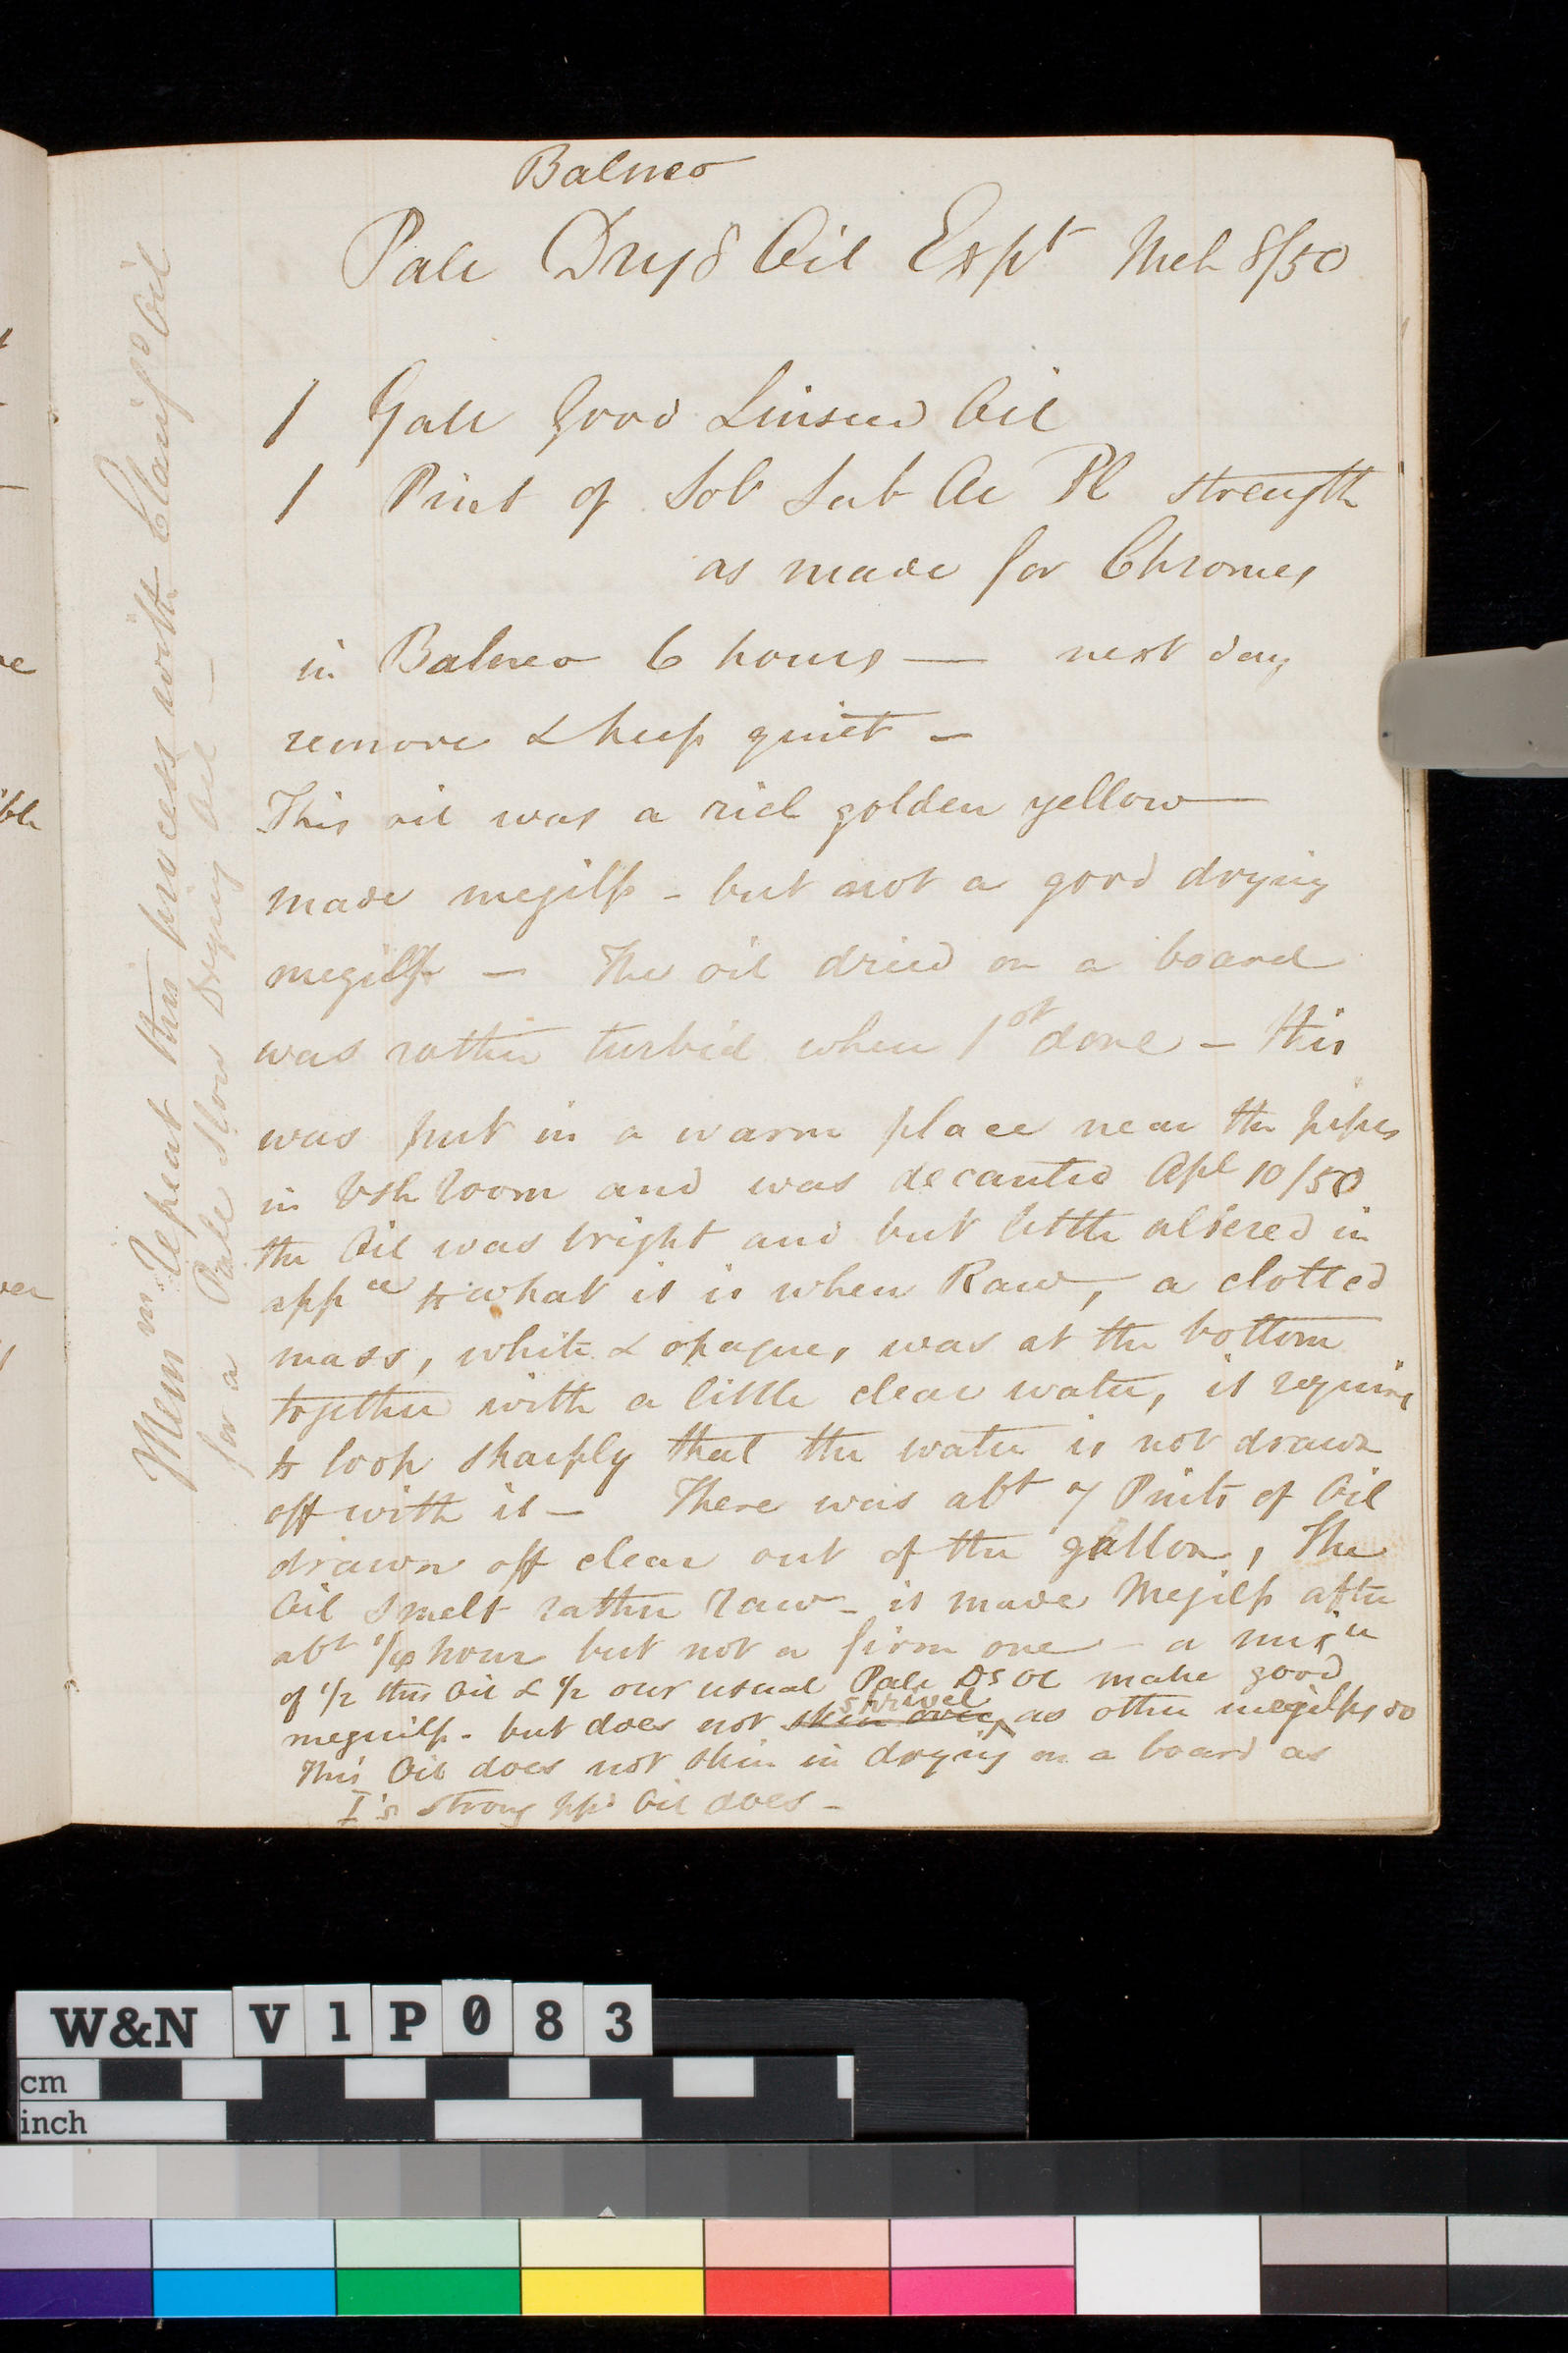 Balneo
Pale Dryg Oil Expt Mch 8/50
1 Gall Good Linseed Oil
1 Pint of Sol Sub Ac Pl strength
as made for Chromes
in Balneo 6 hours — next day
remove & keep quiet -
This oil was a rich golden yellow
made megilp - but not a good drying
megilp - The oil dried on a board
was rather turbid when 1st done - this
was put in a warm place near the pipes
in Vsh room and was decanted Apl 10/50
the Oil was bright and but little altered in
appce to what it is when Raw, a clotted
mass, white & opaque, was at the bottom
together with a little clear water, it requires
to look sharply that the water is not drawn
off with it - There was abt 7 Pints of Oil
drawn off clear out of the gallon, The
Oil smelt rather raw - it made Megilp after
abt hour but not a firm one - a mixre
of 1/2 this Oil & 1/2 our usual Pale Ds Ol make good
meguilp - but does not skin over shrivel as other megilps do
This Oil does not skin in drying on a board as
I's strong Oil does -
Mem Repeat this process with Clarifd Oil
for a Pale Slow Drying Oil -
ible
W&N V1P083
cm
inch